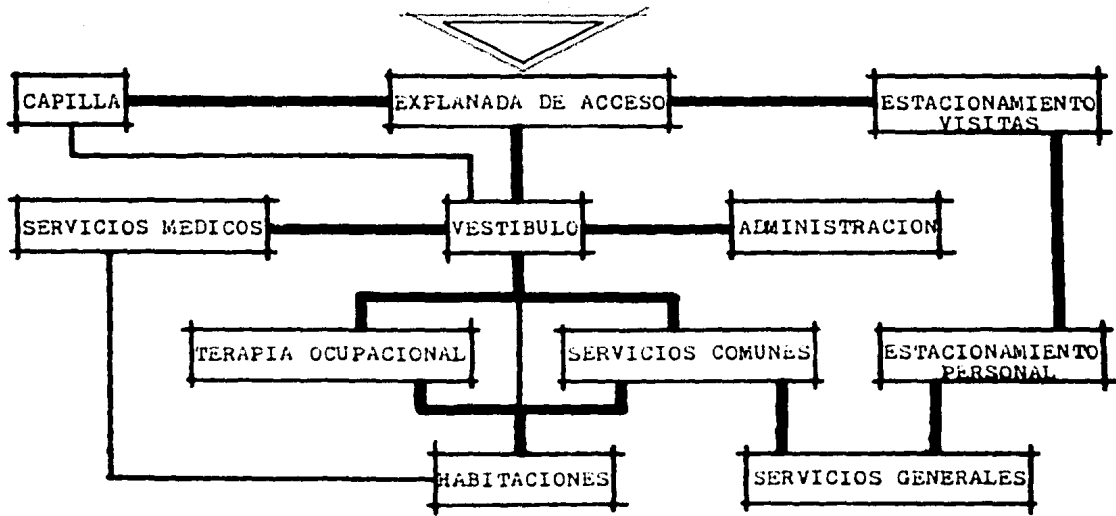 CAPILLA
EXPLANADA DE ACCESO
ESTACIONAMIENTO
VISITAS
SERVICIOS MEDICOS
VESTIBULO
ADMINISTRACION
TERAPIA OCUPACIONAL
SERVICIOS COMUNES
ESTACIONAMIENTO
PERSONAL
HABITACIONES
SERVICIOS GENERALES